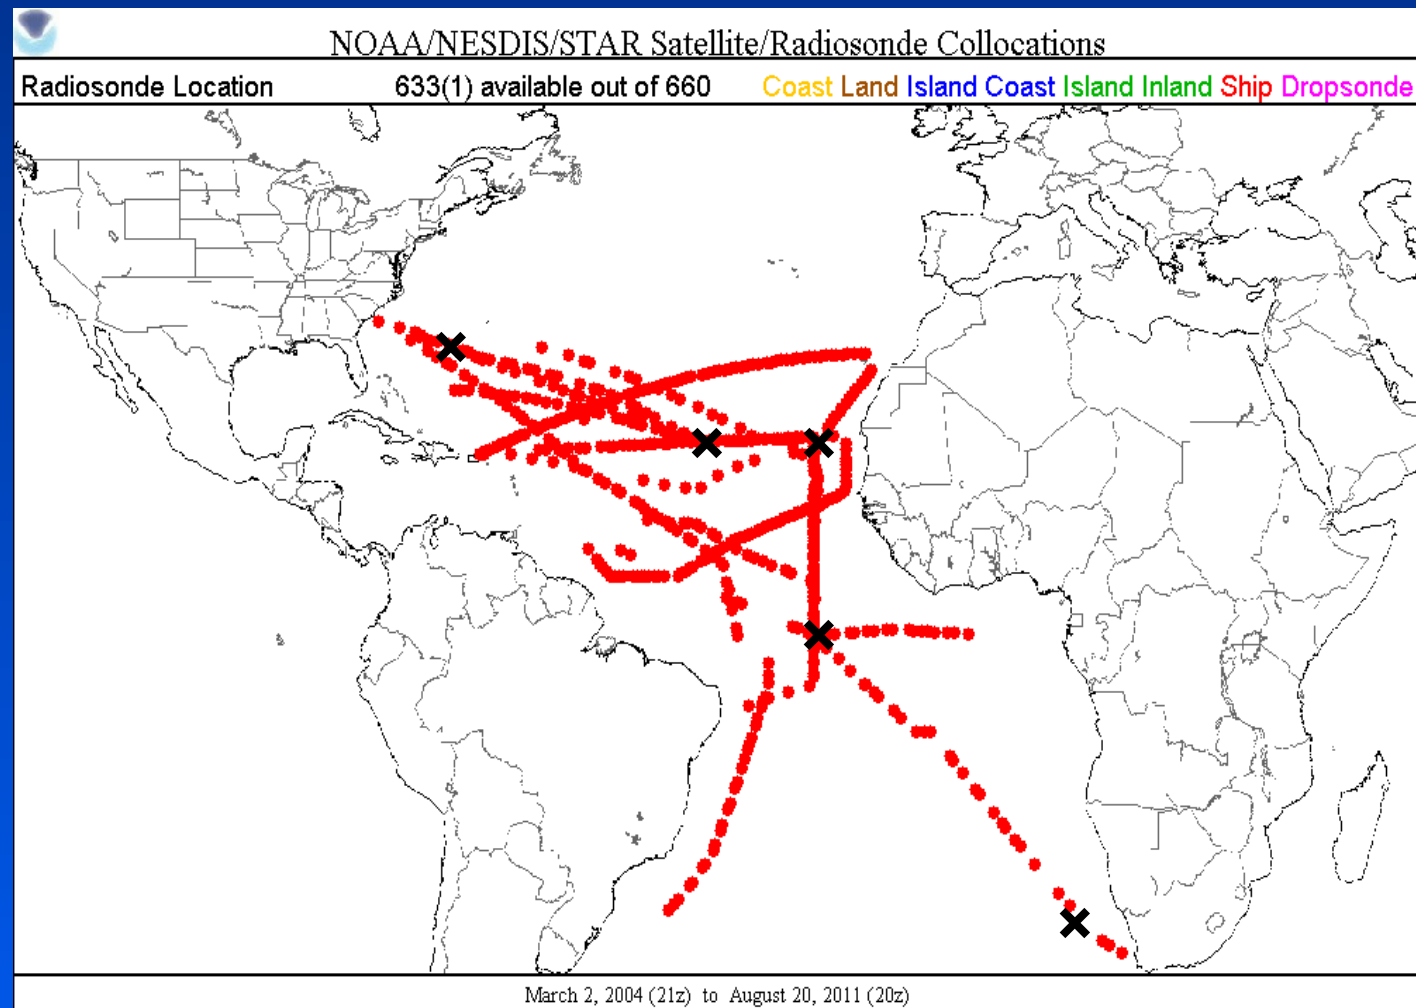 NOAA/NESDIS/STAR Satellite/Radiosonde Collocations
Radiosonde Location 633(1) available out of 660 Coast Land Island Coast Island Inland Ship Dropsonde
March 2, 2004 (21z) to August 20, 2011 (20z)